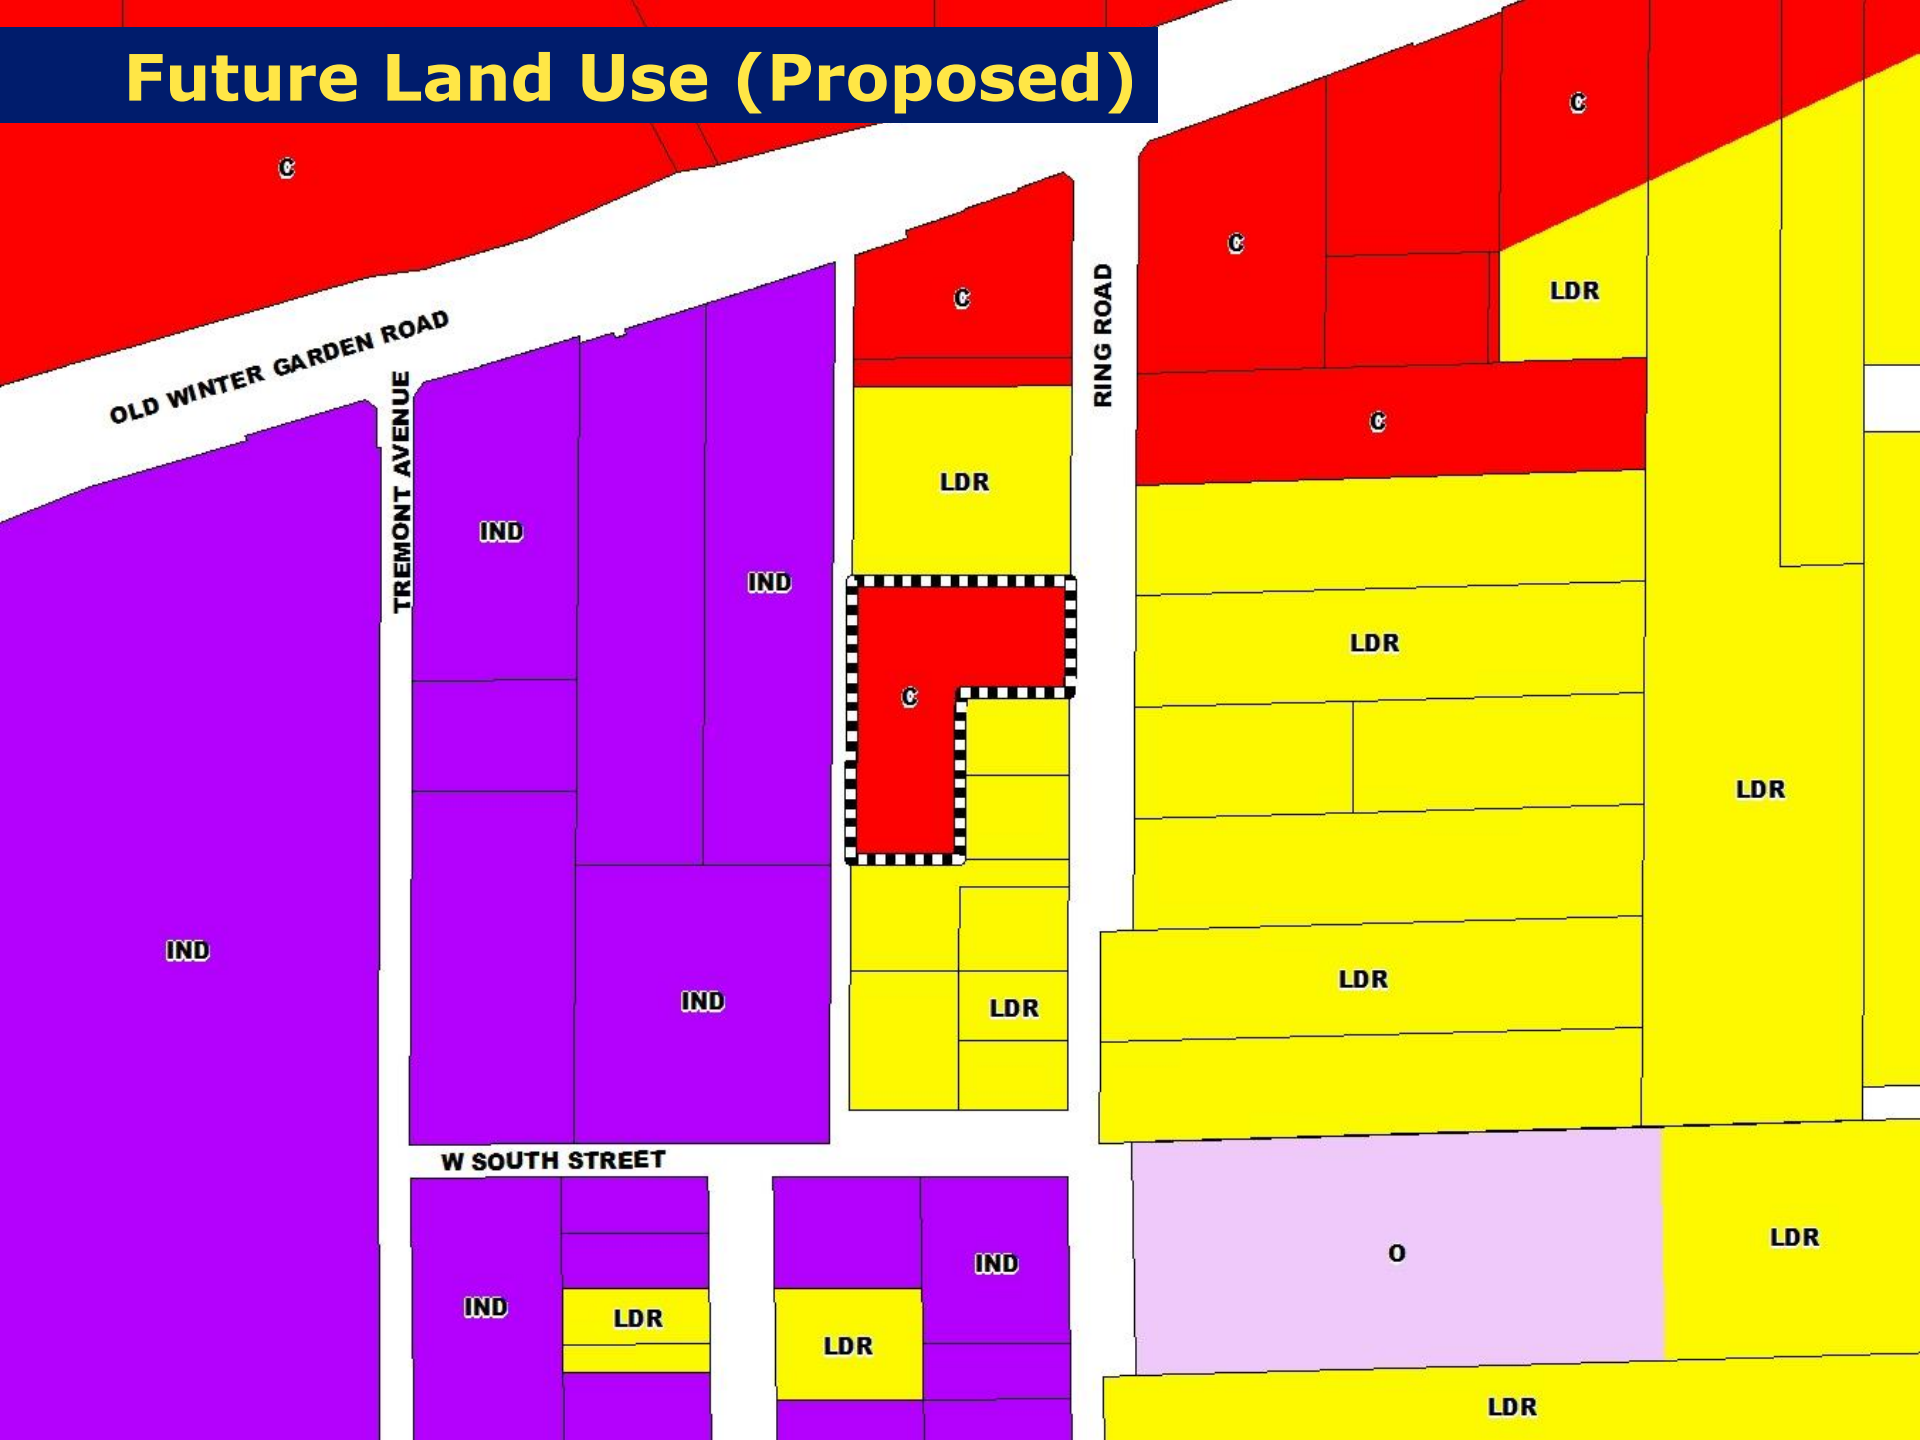 Future Land Use (Proposed)
C
C
C
C
C
LDR
OLD WINTER GARDEN ROAD
TREMONT AVENUE
RING ROAD
LDR
IND
IND
LDR
C
LDR
IND
IND
LDR
LDR
W SOUTH STREET
IND
IND
LDR
LDR
O
LDR
LDR